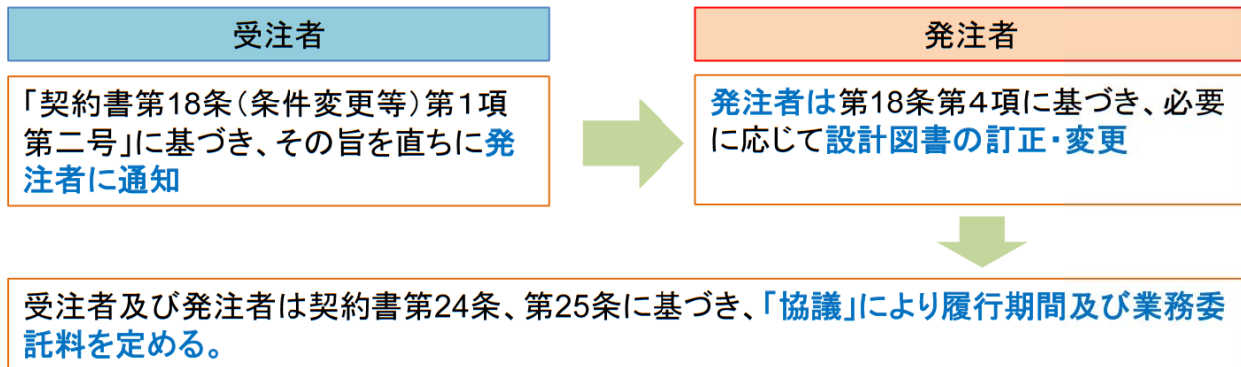 受注者
発注者
「契約書第18条(条件変更等)第1項
第二号」に基づき、その旨を直ちに発
注者に通知
発注者は第18条第4項に基づき、必要
に応じて設計図書の訂正・変更
受注者及び発注者は契約書第24条、第25条に基づき、「協議」により履行期間及び業務委
託料を定める。